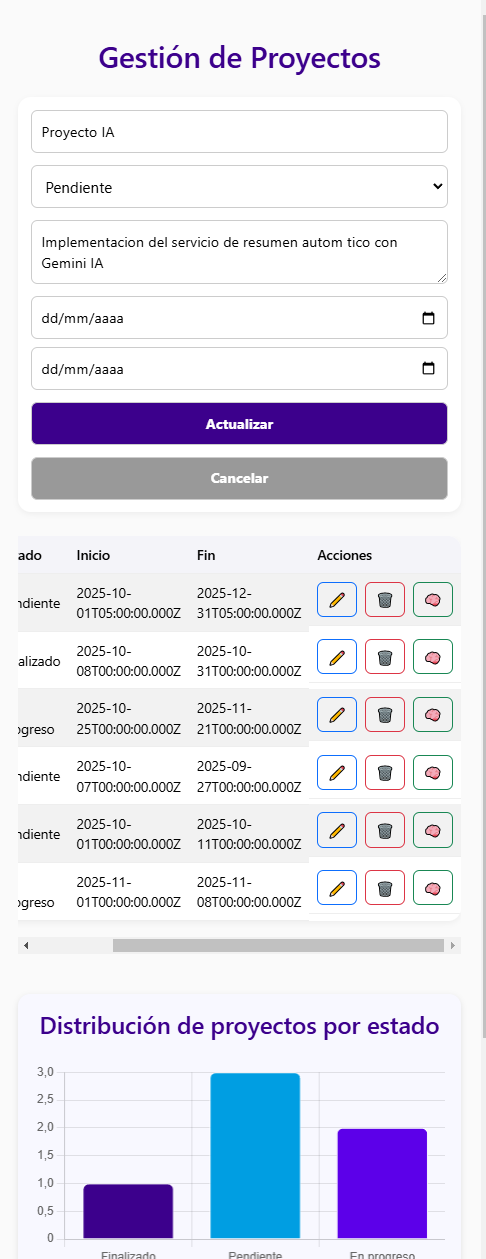 Gestión de Proyectos
Proyecto IA
Pendiente
Implementacion del servicio de resumen autom tico con
Gemini IA
dd/mm/aaaa
dd/mm/aaaa
Actualizar
Cancelar
ado Inicio Fin Acciones
ndiente 2025-10-01T05:00:00.000Z 2025-12-31T05:00:00.000Z
alizado 2025-10-08T00:00:00.000Z 2025-10-31T00:00:00.000Z
ogreso 2025-10-25T00:00:00.000Z 2025-11-21T00:00:00.000Z
ndiente 2025-10-07T00:00:00.000Z 2025-09-27T00:00:00.000Z
ndiente 2025-10-01T00:00:00.000Z 2025-10-11T00:00:00.000Z
ogreso 2025-11-01T00:00:00.000Z 2025-11-08T00:00:00.000Z
Distribución de proyectos por estado
3,0
2,5
2,0
1,5
1,0
0,5
0
Finalizado Pendiente En progreso